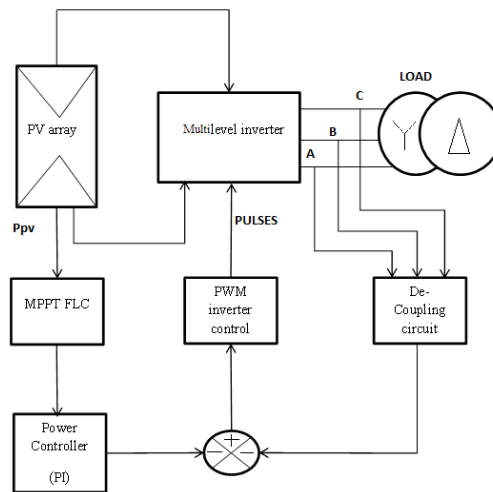 C
LOAD
PV array
Multilevel inverter
B
A
Ppv
PULSES
MPPT FLC
PWM
inverter
control
De-
Coupling
circuit
Power
Controller
(PI)